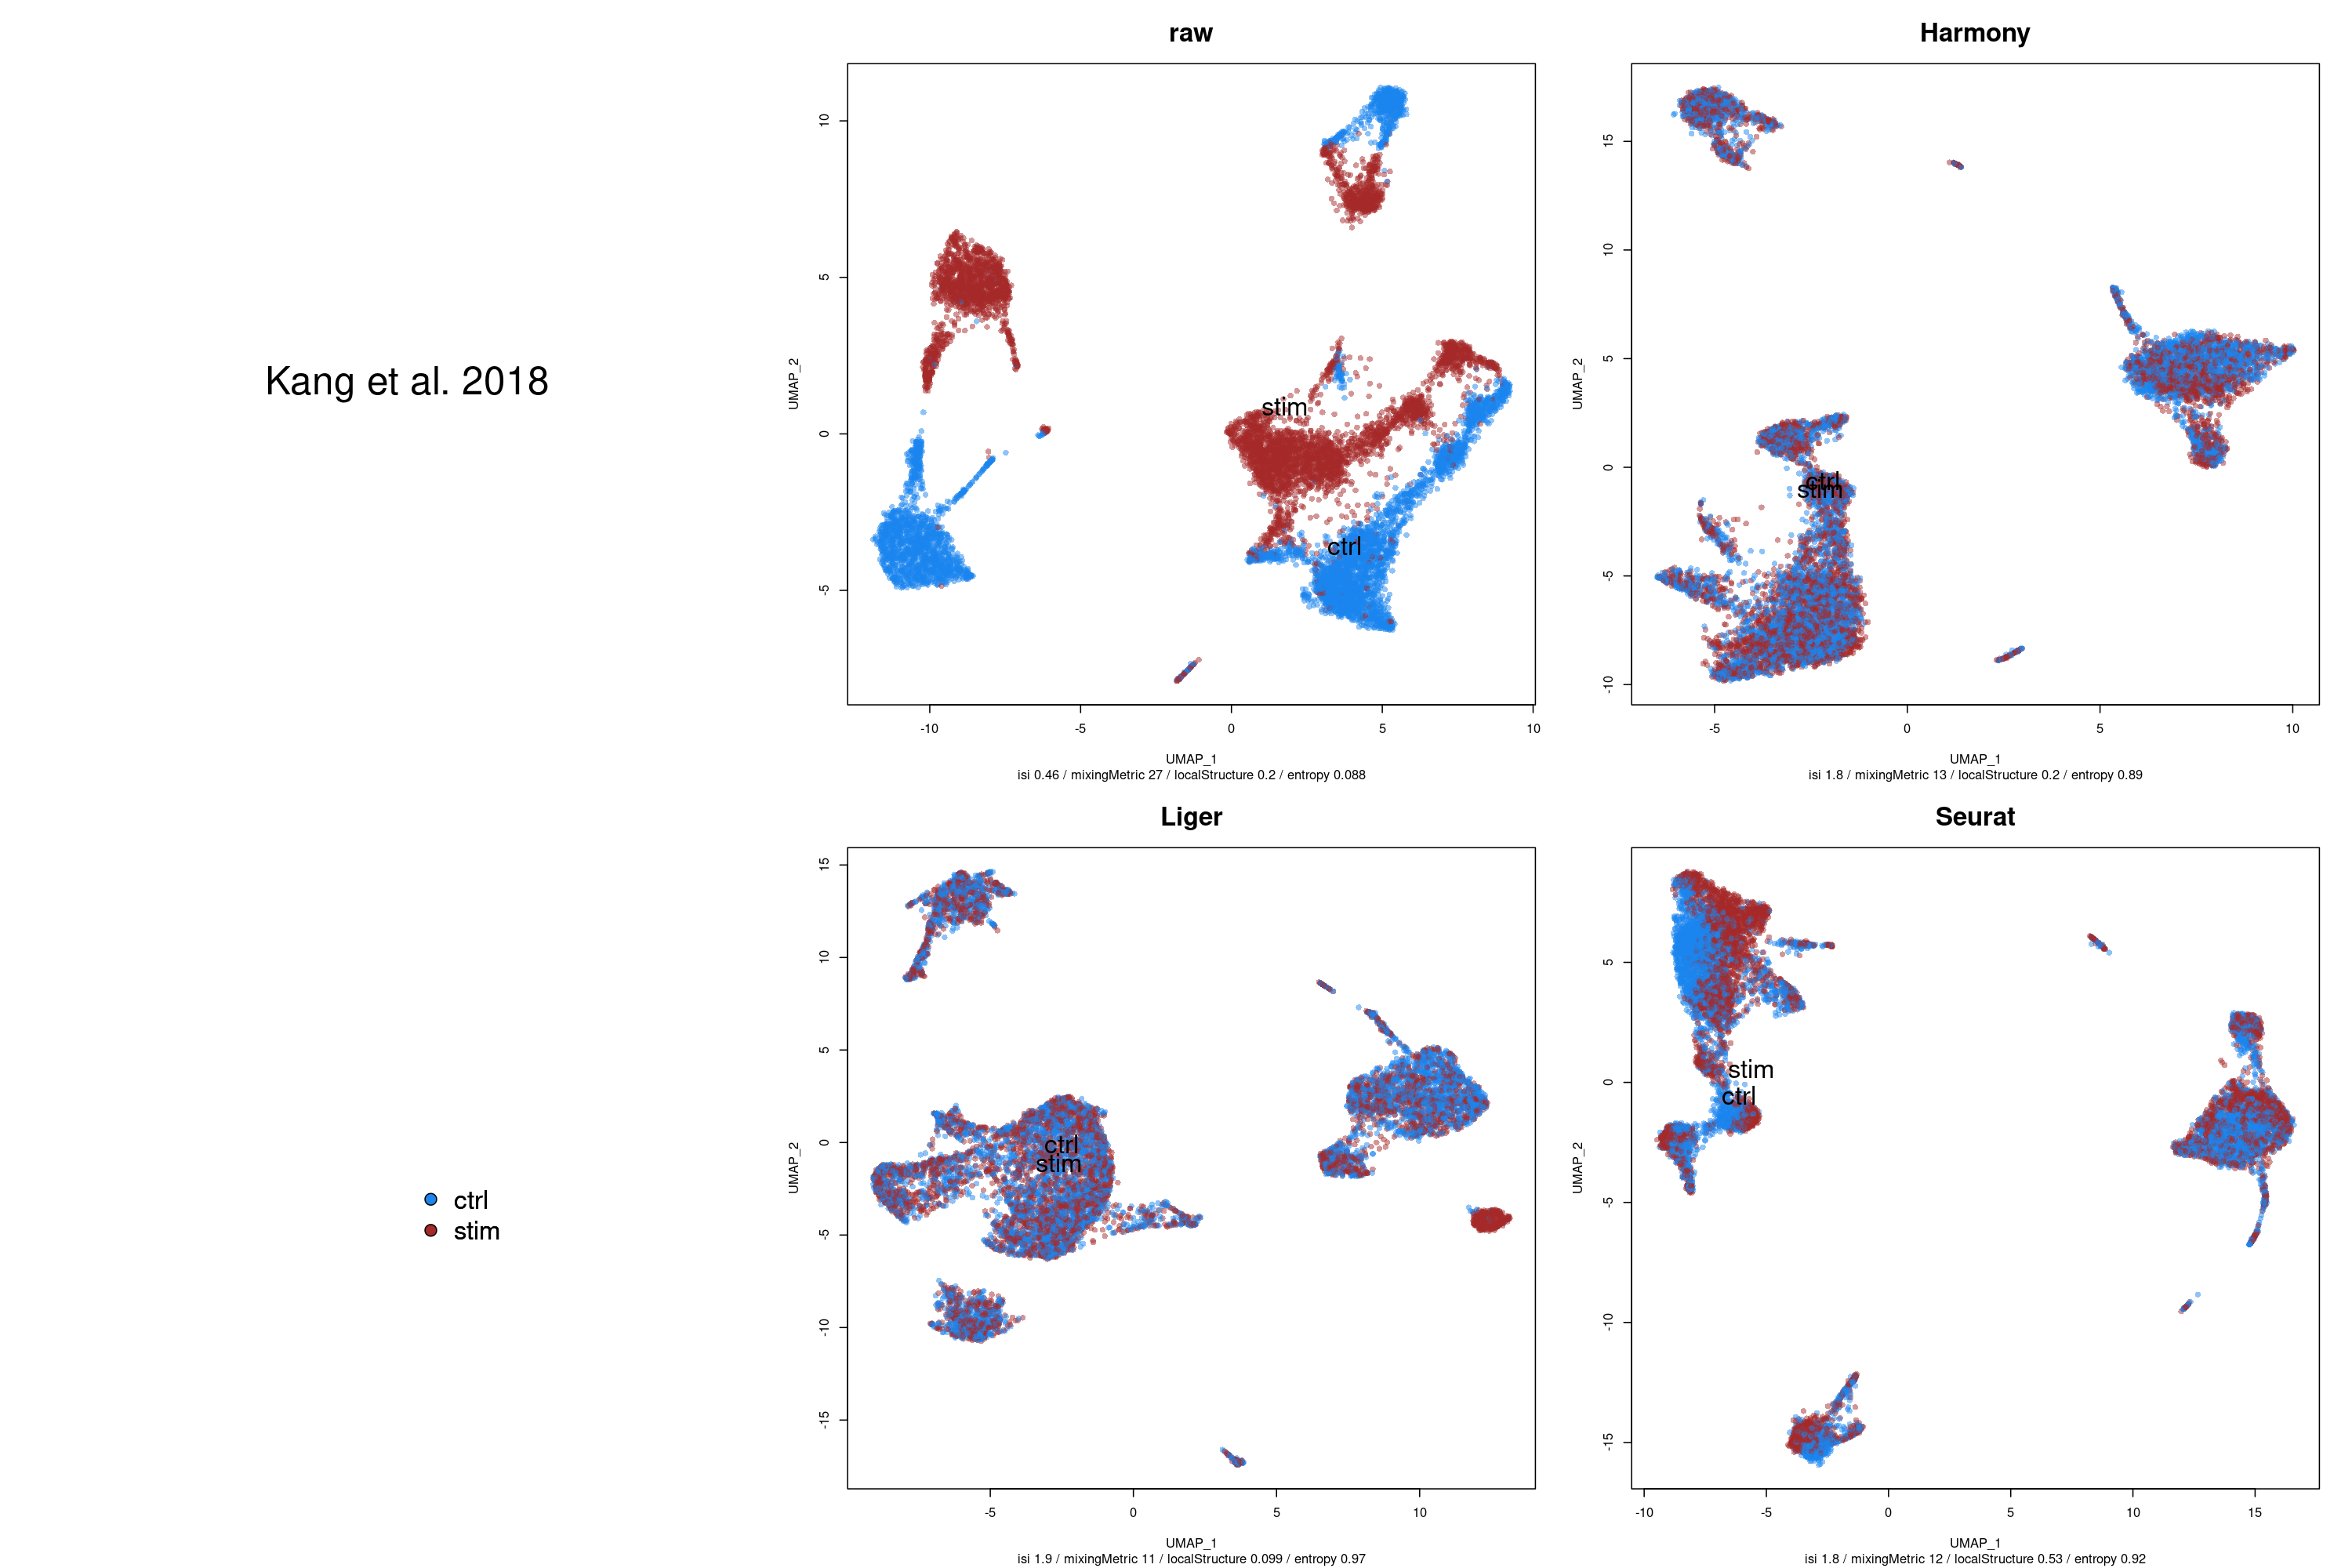 Kang et al. 2018
ctrl
stim
raw
10
5
0
-5
UMAP_2
stim
ctrl
-10
-5
0
5
10
UMAP_1
isi 0.46 / mixingMetric 27 / localStructure 0.2 / entropy 0.088
Harmony
15
10
5
0
-5
-10
UMAP_2
ctrl
stim
-5
0
5
10
UMAP_1
isi 1.8 / mixingMetric 13 / localStructure 0.2 / entropy 0.89
Liger
15
10
5
0
-5
-10
-15
UMAP_2
ctrl
stim
-5
0
5
10
UMAP_1
isi 1.9 / mixingMetric 11 / localStructure 0.099 / entropy 0.97
Seurat
5
0
-5
-10
-15
UMAP_2
stim
ctrl
-10
-5
0
5
10
15
UMAP_1
isi 1.8 / mixingMetric 12 / localStructure 0.53 / entropy 0.92